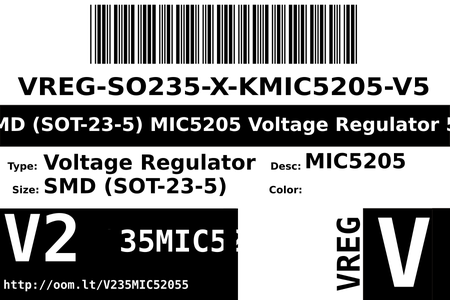 VREG-SO235-X-KMIC5205-V5
MD (SOT-23-5) MIC5205 Voltage Regulator
Type: Voltage Regulator Desc: MIC5205
Size: SMD (SOT-23-5) Color:
V2 35MIC5
http://oom.lt/V235MIC52055
VREG V